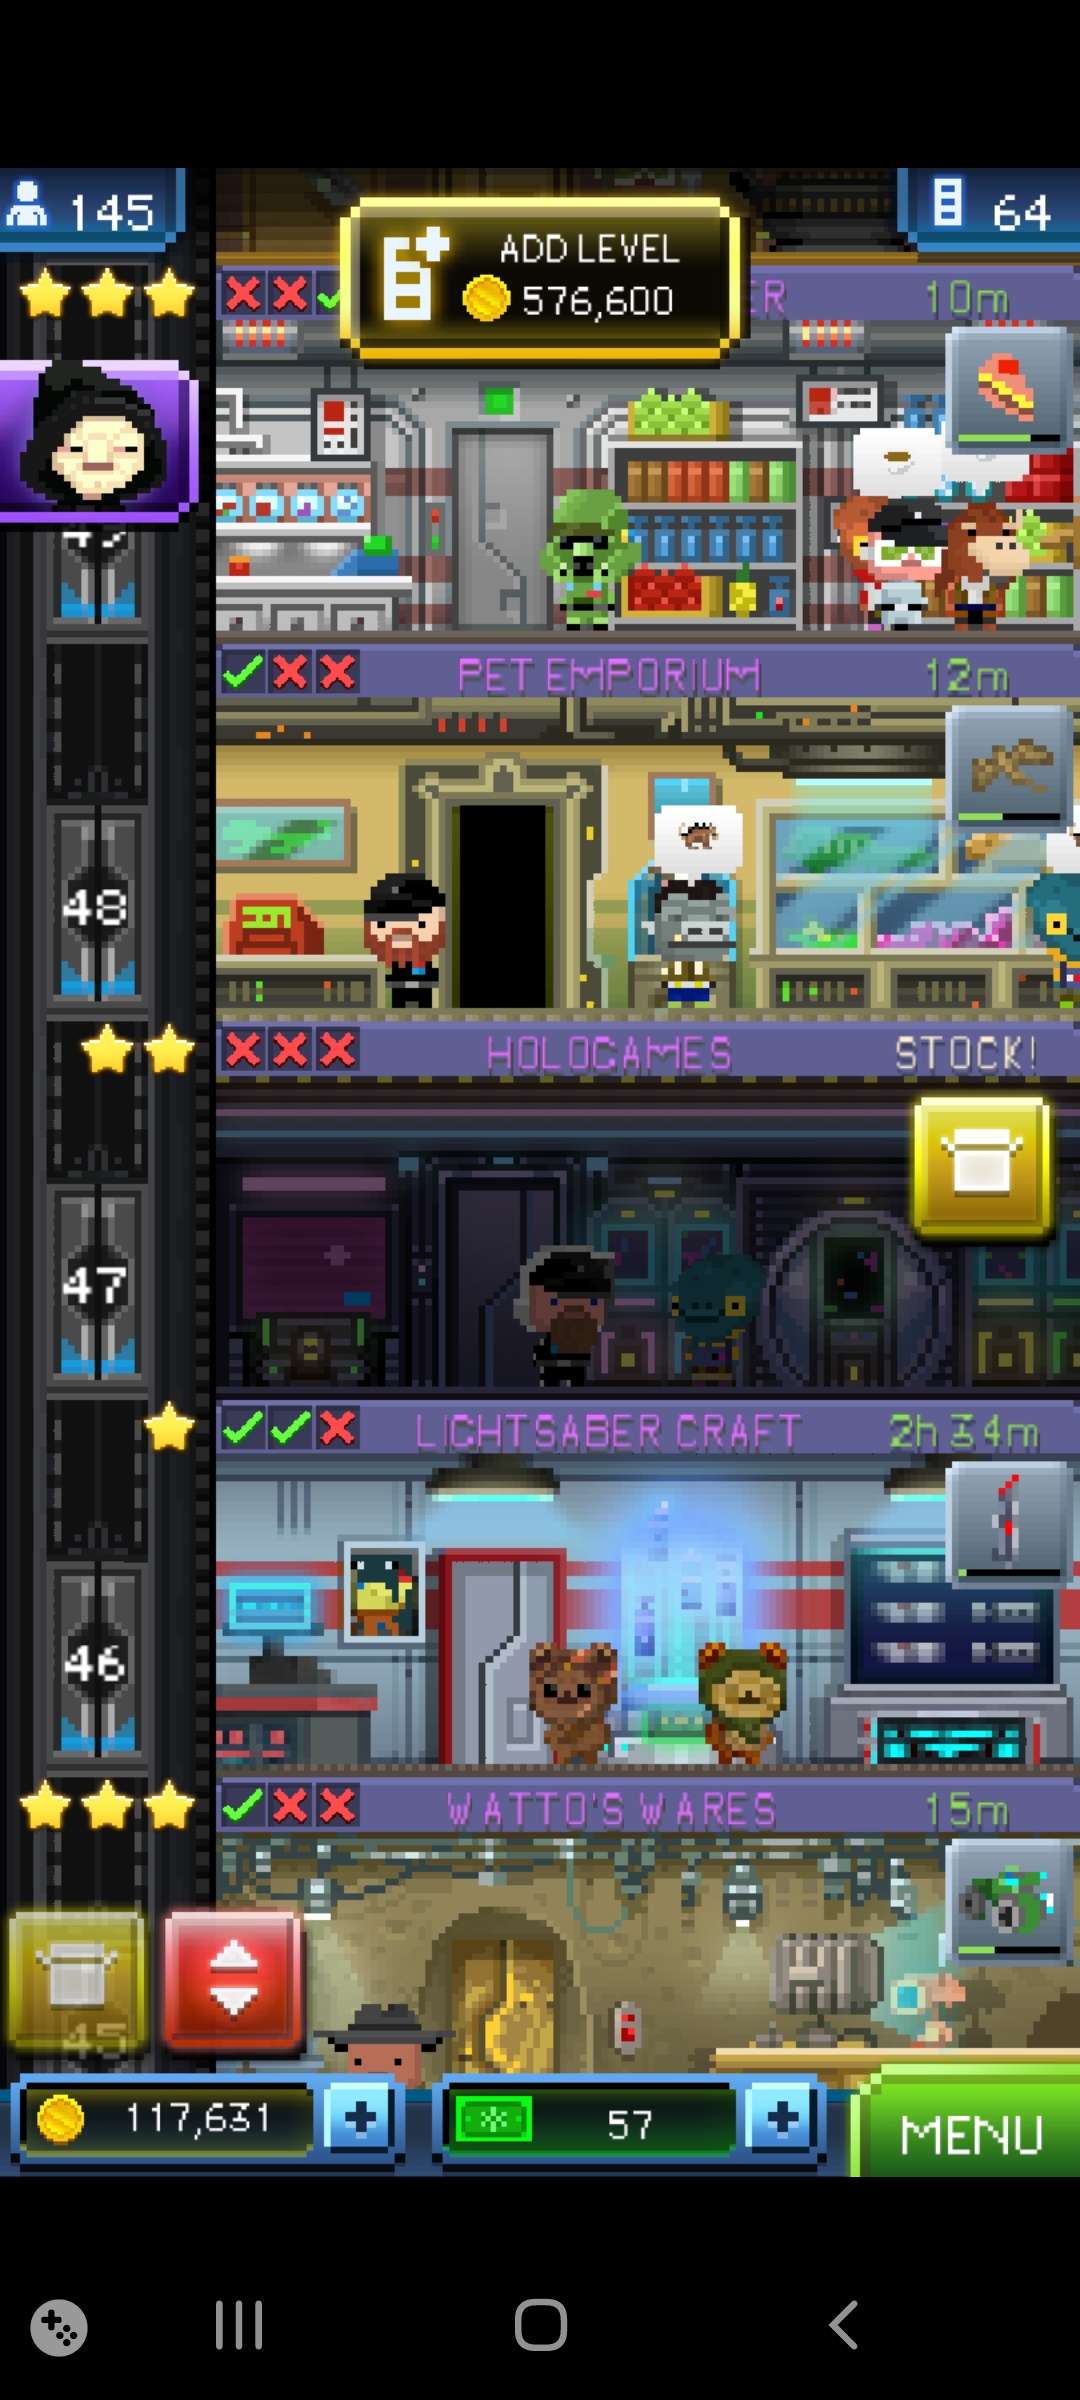 145
ADD LEVEL
576,600
64
ER
10m
PET EMPORIUM
12m
48
HOLOGAMES
STOCK!
47
LIGHTSABER CRAFT
2h 34m
46
WATTO'S WARES
15m
45
117,631
57
MENU